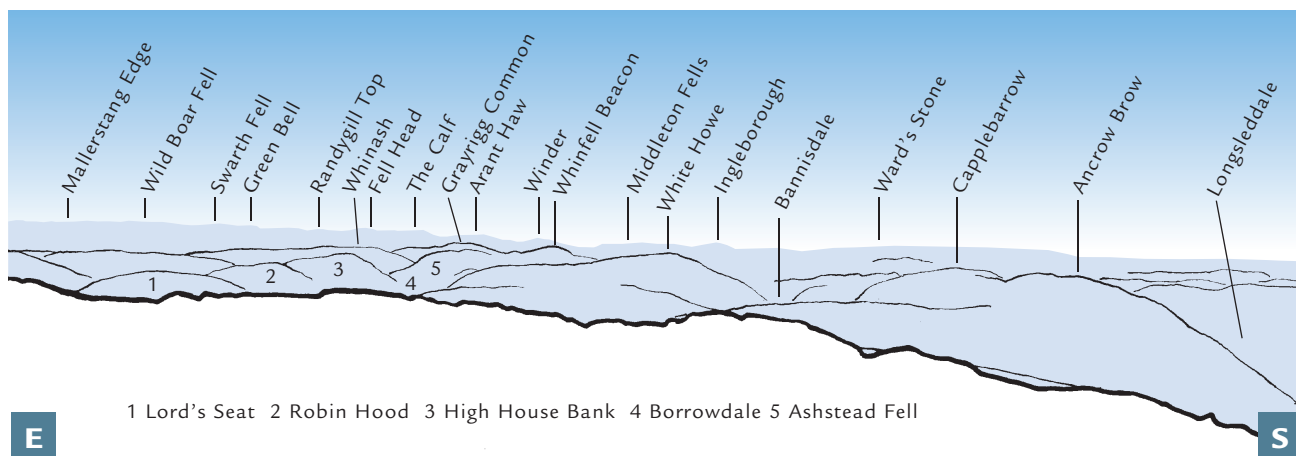 Mallerstang Edge
Wild Boar Fell
Swarth Fell
Green Bell
Randygill Top
Whinash
Fell Head
The Calf
Grayrigg Common
Arant Haw
Winder
Whinfell Beacon
Middleton Fells
White Howe
Ingleborough
Bannisdale
Ward's Stone
Capplebarrow
Ancrow Brow
Longsleddale
1
2
3
4
5
1 Lord's Seat 2 Robin Hood 3 High House Bank 4 Borrowdale 5 Ashstead Fell
E
S